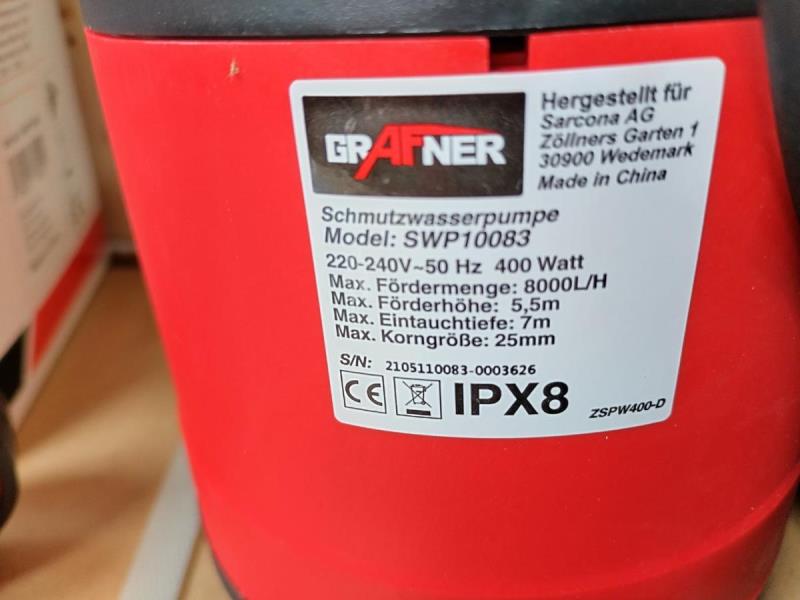 GRAFNER
Hergestellt für
Sarcona AG
Zöllners Garten 1
30900 Wedemark
Made in China
Schmutzwasserpumpe
Model: SWP10083
220-240V~50 Hz 400 Watt
Max. Fördermenge: 8000L/H
Max. Förderhöhe: 5,5m
Max. Eintauchtiefe: 7m
Max. Korngröße: 25mm
S/N: 2105110083-0003626
CE IPX8
ZSPW400-D